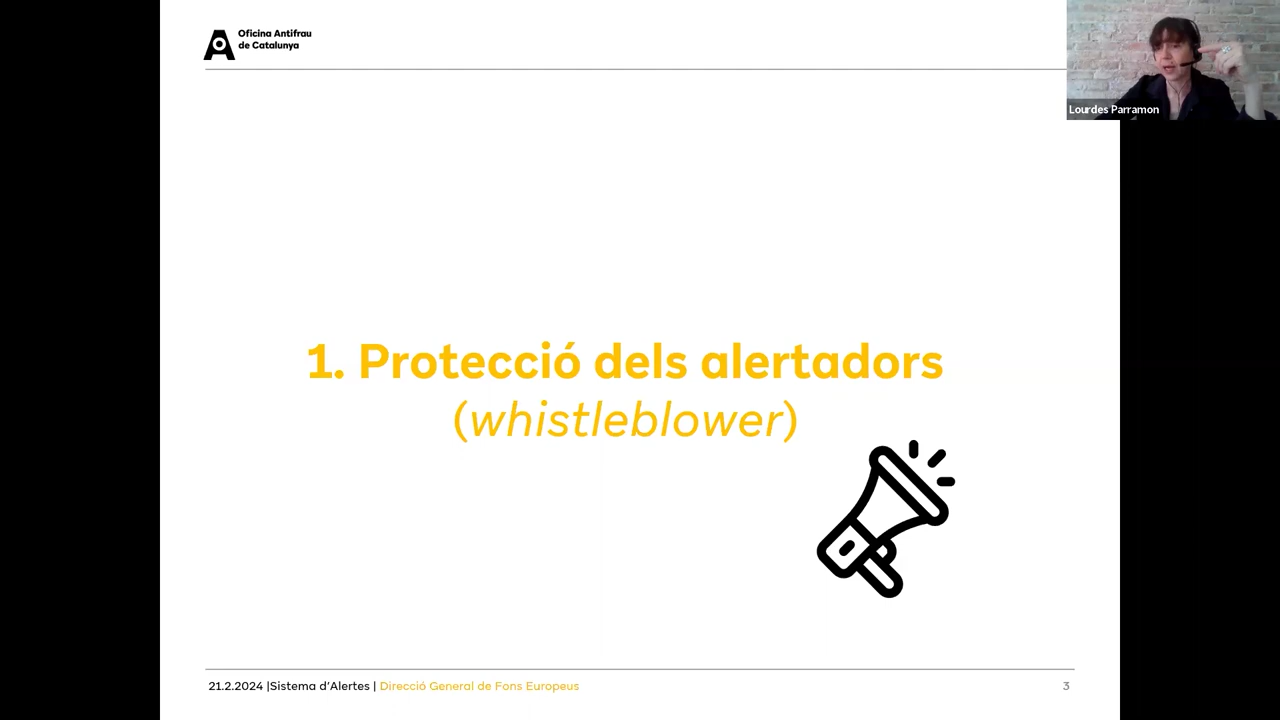 Oficina Antifrau
de Catalunya
Lourdes Parramon
1. Protecció dels alertadors
(whistleblower)
21.2.2024 |Sistema d'Alertes | Direcció General de Fons Europeus
3